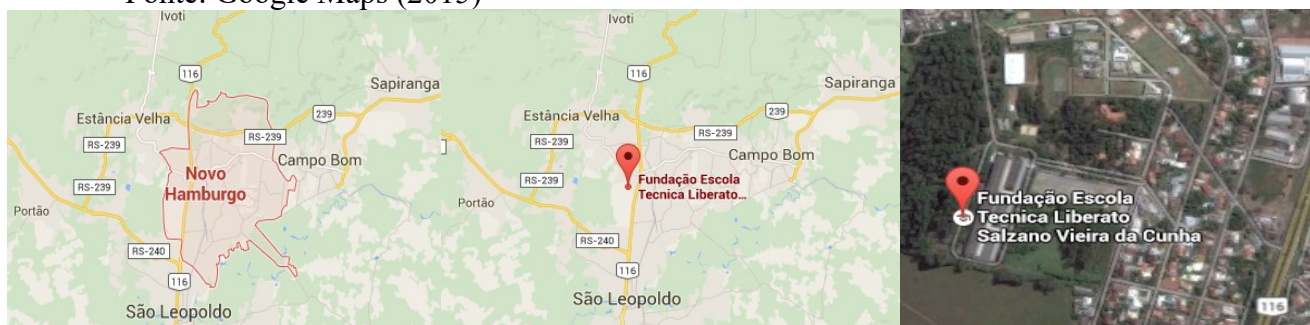 Fonte: Google Maps (2015)
Ivoti
116
Sapiranga
Estância Velha
239
RS-239
RS-239
Campo Bom
Novo
Hamburgo
RS-239
Portão
RS-240
116
São Leopoldo
Ivoti
116
Sapiranga
Estância Velha
239
RS-239
RS-239
Campo Bom
RS-239
Fundação Escola
Tecnica Liberato...
Portão
RS-240
116
São Leopoldo
Fundação Escola
Tecnica Liberato
Salzano Vieira da Cunha
116